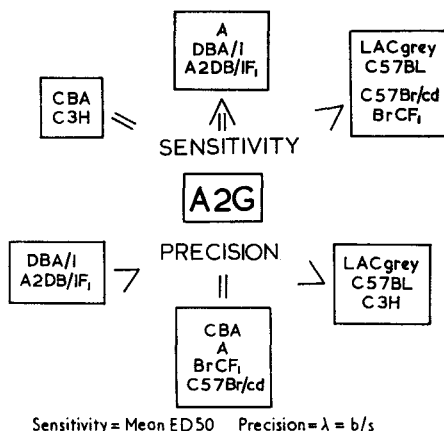 A
DBA/1
A2DB/1F₁
LACgrey
C57BL
C57Br/cd
BrCF₁
CBA
C3H
=
≫
>
SENSITIVITY
A2G
PRECISION
DBA/1
A2DB/1F₁
>
=
>
LACgrey
C57BL
C3H
CBA
A
BrCF₁
C57Br/cd
Sensitivity = Mean ED50 Precision = λ = b/s